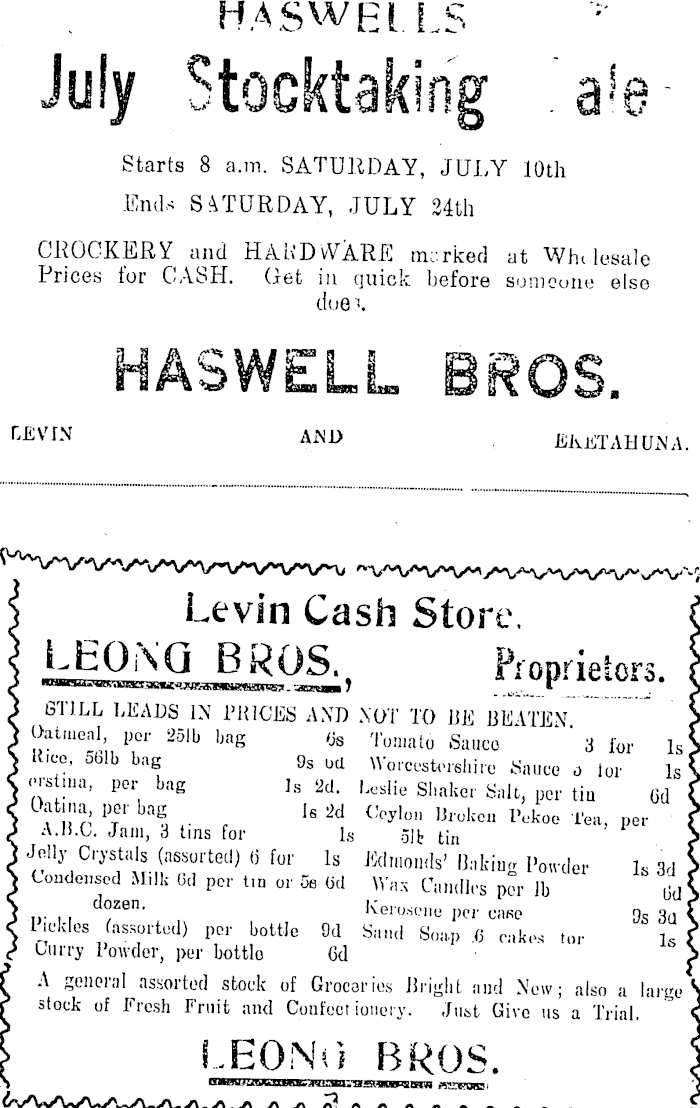 HASWELLS
July Stocktaking ale
Starts 8 a.m. SATURDAY, JULY 10th
Ends SATURDAY, JULY 24th
CROCKERY and HARDWARE marked at Wholesale
Prices for CASH. Get in quick before someone else
does.
HASWELL BROS.
LEVIN AND EKETAHUNA.
Levin Cash Store.
LEONG BROS., Proprietors.
STILL LEADS IN PRICES AND NOT TO BE BEATEN.
Oatmeal, per 25lb bag 6s
Rice, 56lb bag 9s 6d
erstina, per bag 1s 2d.
Oatina, per bag 1s 2d
A.B.C. Jam, 3 tins for 1s
Jelly Crystals (assorted) 6 for 1s
Condensed Milk 6d per tin or 5s 6d
dozen.
Pickles (assorted) per bottle 9d
Curry Powder, per bottle 6d
Tomato Sauce 3 for 1s
Worcestershire Sauce 3 for 1s
Leslie Shaker Salt, per tin 6d
Ceylon Broken Pekoe Tea, per
5lb tin
Edmonds' Baking Powder 1s 3d
Wax Candles per lb 6d
Kerosene per case 9s 3d
Sand Soap 6 cakes for 1s
A general assorted stock of Groceries Bright and New; also a large
stock of Fresh Fruit and Confectionery. Just Give us a Trial.
LEONG BROS.